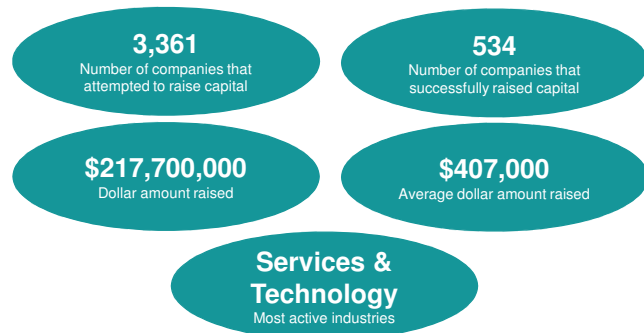 3,361
Number of companies that
attempted to raise capital
534
Number of companies that
successfully raised capital
$217,700,000
Dollar amount raised
$407,000
Average dollar amount raised
Services &
Technology
Most active industries